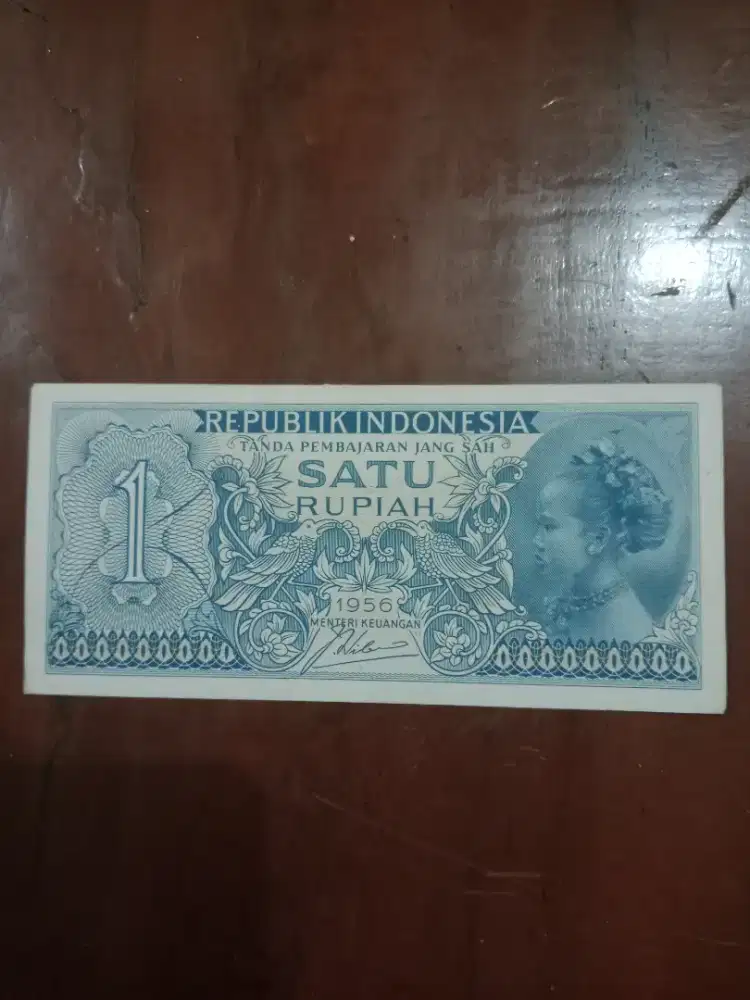 REPUBLIK INDONESIA
TANDA PEMBAJARAN JANG SAH
SATU
RUPIAH
1
1956
MENTERI KEUANGAN